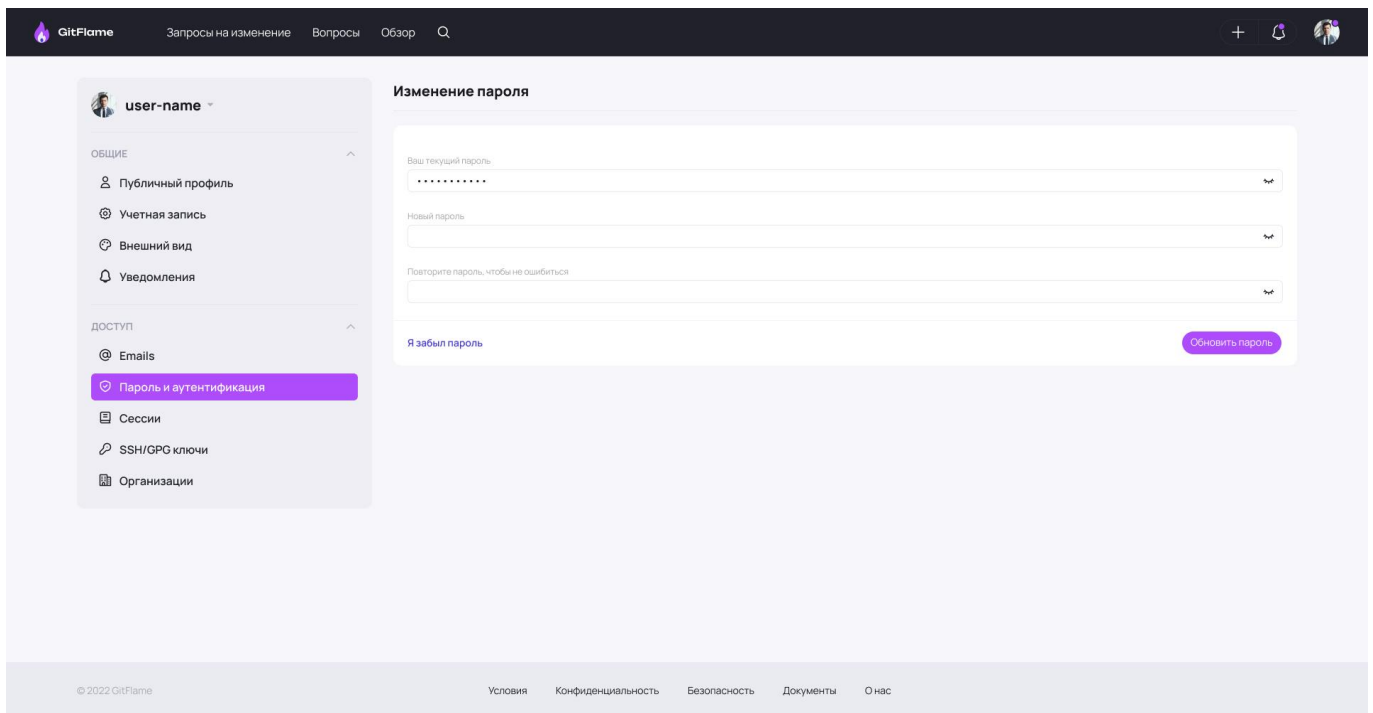 GitFlame Запросы на изменение Вопросы Обзор
user-name
ОБЩИЕ
Публичный профиль
Учетная запись
Внешний вид
Уведомления
ДОСТУП
@ Emails
Пароль и аутентификация
Сессии
SSH/GPG ключи
Организации
Изменение пароля
Ваш текущий пароль
•••••••••••
Новый пароль
Повторите пароль, чтобы не ошибиться
Я забыл пароль Обновить пароль
© 2022 GitFlame Условия Конфиденциальность Безопасность Документы О нас